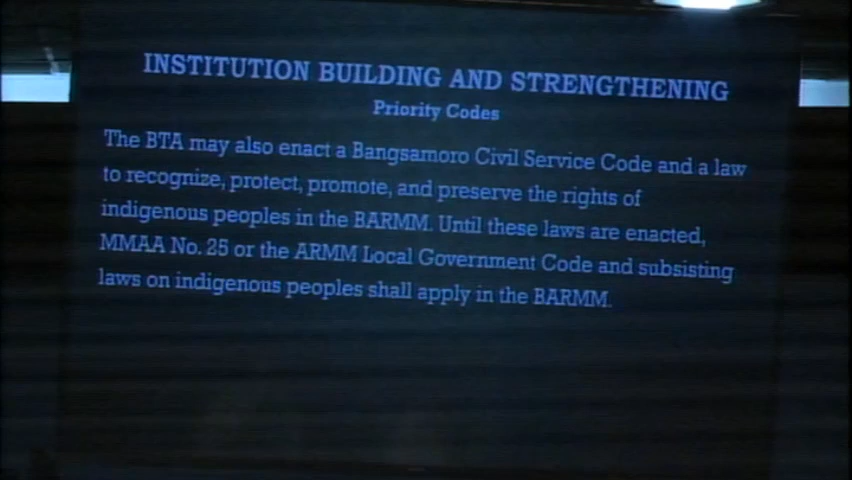 INSTITUTION BUILDING AND STRENGTHENING
Priority Codes
The BTA may also enact a Bangsamoro Civil Service Code and a law
to recognize, protect, promote, and preserve the rights of
indigenous peoples in the BARMM. Until these laws are enacted,
MMAA No. 25 or the ARMM Local Government Code and subsisting
laws on indigenous peoples shall apply in the BARMM.